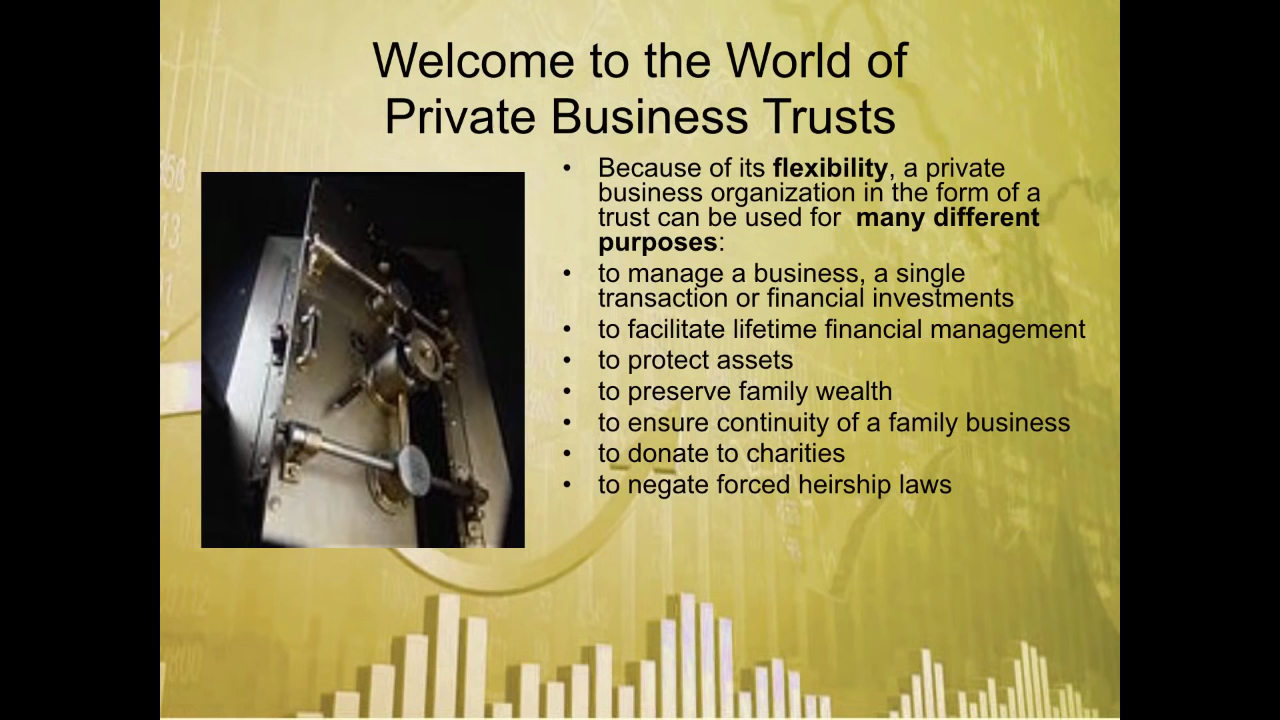 Welcome to the World of
Private Business Trusts
• Because of its flexibility, a private
business organization in the form of a
trust can be used for  many different
purposes:
• to manage a business, a single
transaction or financial investments
• to facilitate lifetime financial management
• to protect assets
• to preserve family wealth
• to ensure continuity of a family business
• to donate to charities
• to negate forced heirship laws